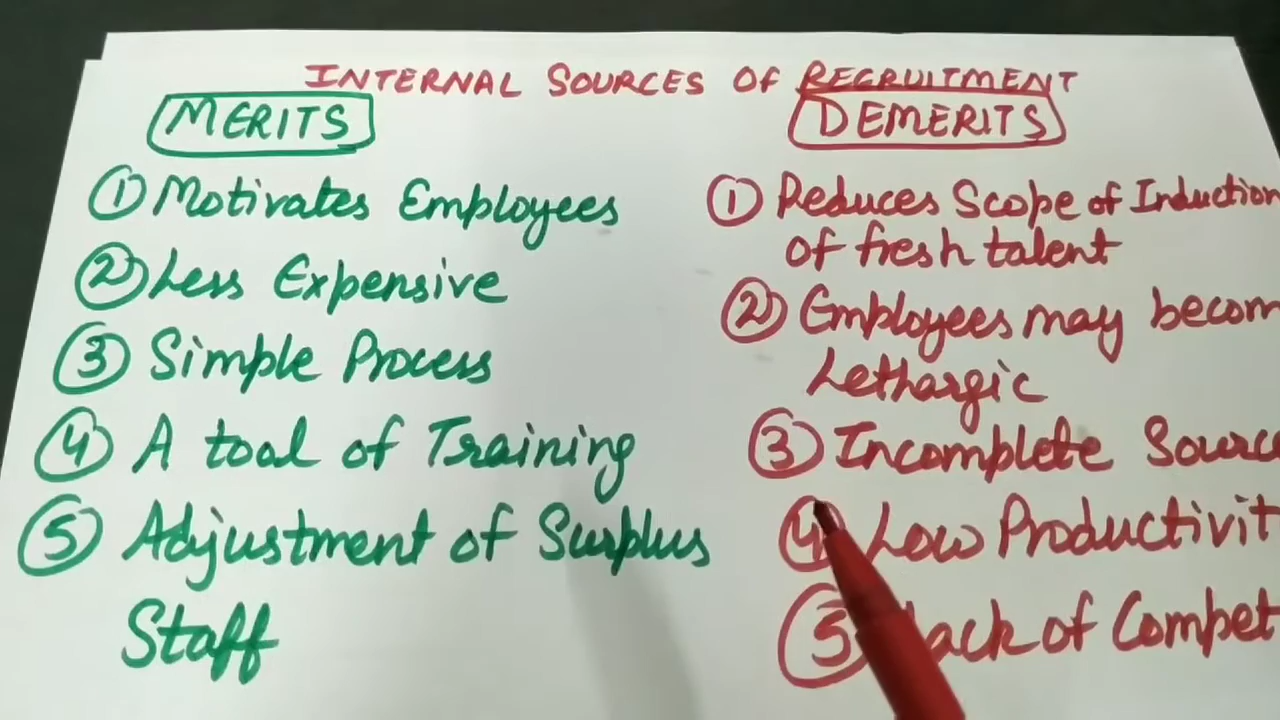 INTERNAL SOURCES OF RECRUITMENT
MERITS
① Motivates Employees
② Less Expensive
③ Simple Process
④ A tool of Training
⑤ Adjustment of Surplus
Staff
DEMERITS
① Reduces Scope of Induction
of fresh talent
② Employees may becom
Lethargic
③ Incomplete Sourc
④ Low Productivit
⑤ Lack of Compet